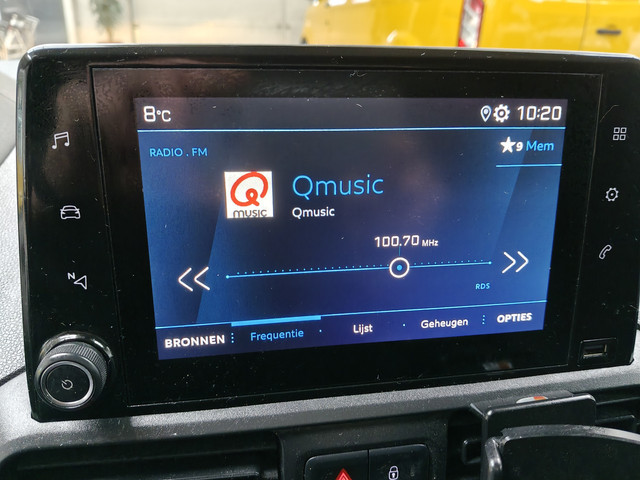 8°C
10:20
RADIO . FM
★9 Mem
Q
MUSIC
Qmusic
Qmusic
100.70 MHz
RDS
BRONNEN
Frequentie
Lijst
Geheugen
OPTIES
N